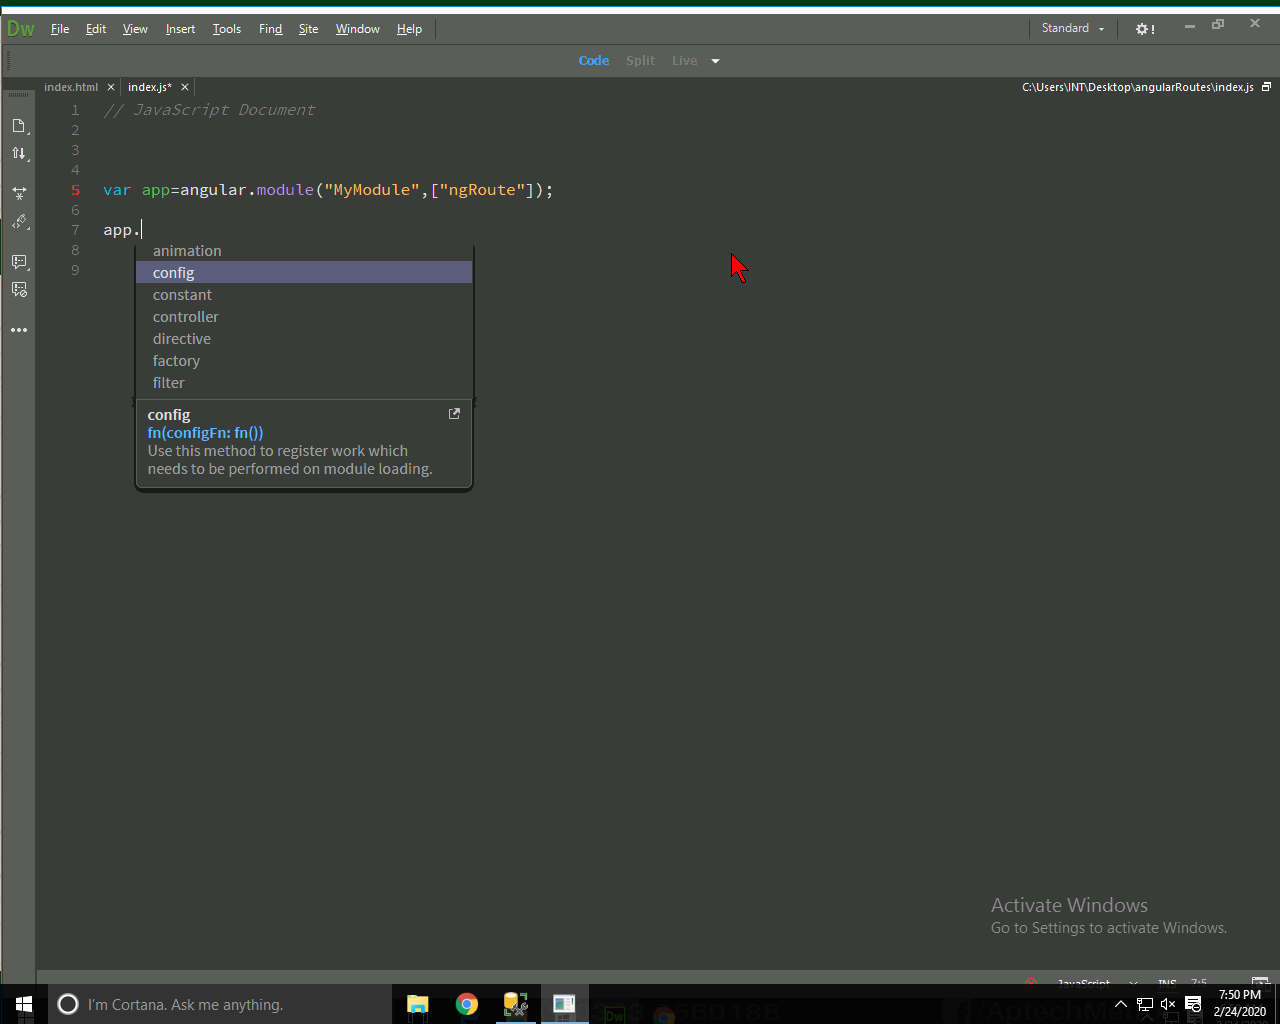 Dw File Edit View Insert Tools Find Site Window Help Standard
Code Split Live
index.html index.js* C:\Users\INT\Desktop\angularRoutes\index.js
1 // JavaScript Document
2
3
4
5 var app=angular.module("MyModule",["ngRoute"]);
6
7 app.
8
9
animation
config
constant
controller
directive
factory
filter
config
fn(configFn: fn())
Use this method to register work which
needs to be performed on module loading.
Activate Windows
Go to Settings to activate Windows.
JavaScript INS 7:5
I'm Cortana. Ask me anything.
7:50 PM
2/24/2020